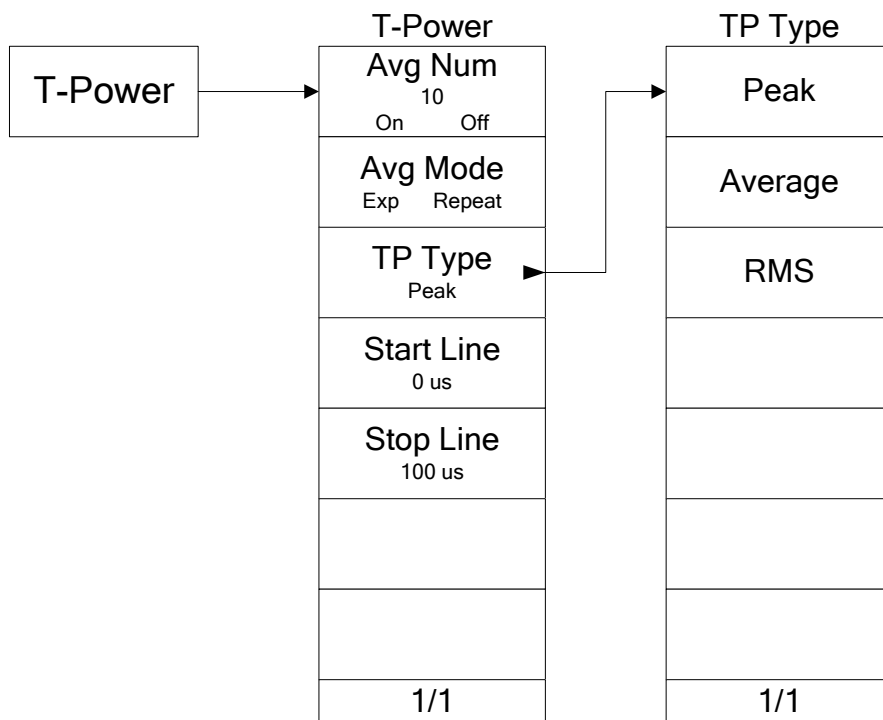 T-Power
T-Power
Avg Num
10
On Off
Avg Mode
Exp Repeat
TP Type
Peak
Start Line
0 us
Stop Line
100 us
1/1
TP Type
Peak
Average
RMS
1/1